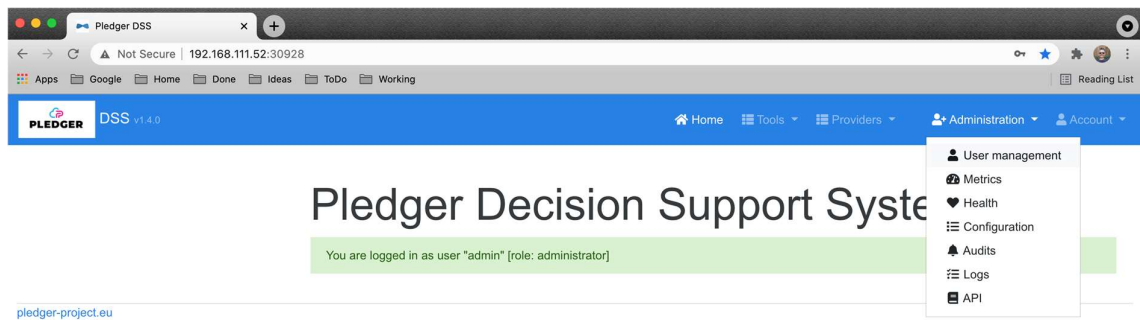 Pledger DSS
Not Secure | 192.168.111.52:30928
Apps Google Home Done Ideas ToDo Working Reading List
PLEDGER DSS v1.4.0 Home Tools Providers Administration Account
User management
Metrics
Pledger Decision Support Syste
Health
Configuration
You are logged in as user "admin" [role: administrator]
Audits
Logs
API
pledger-project.eu